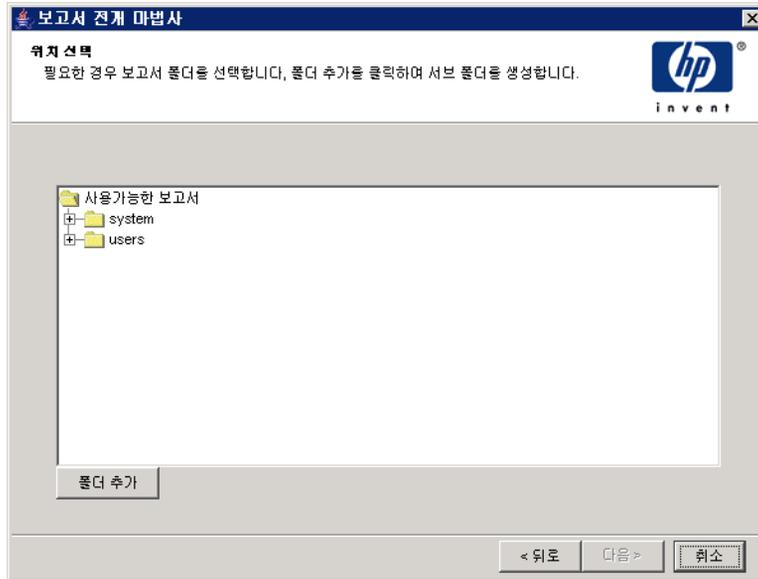 보고서 전개 마법사
위치 선택
필요한 경우 보고서 폴더를 선택합니다, 폴더 추가를 클릭하여 서브 폴더를 생성합니다.
hp
®
invent
사용가능한 보고서
system
users
폴더 추가
< 뒤로
다음 >
취소